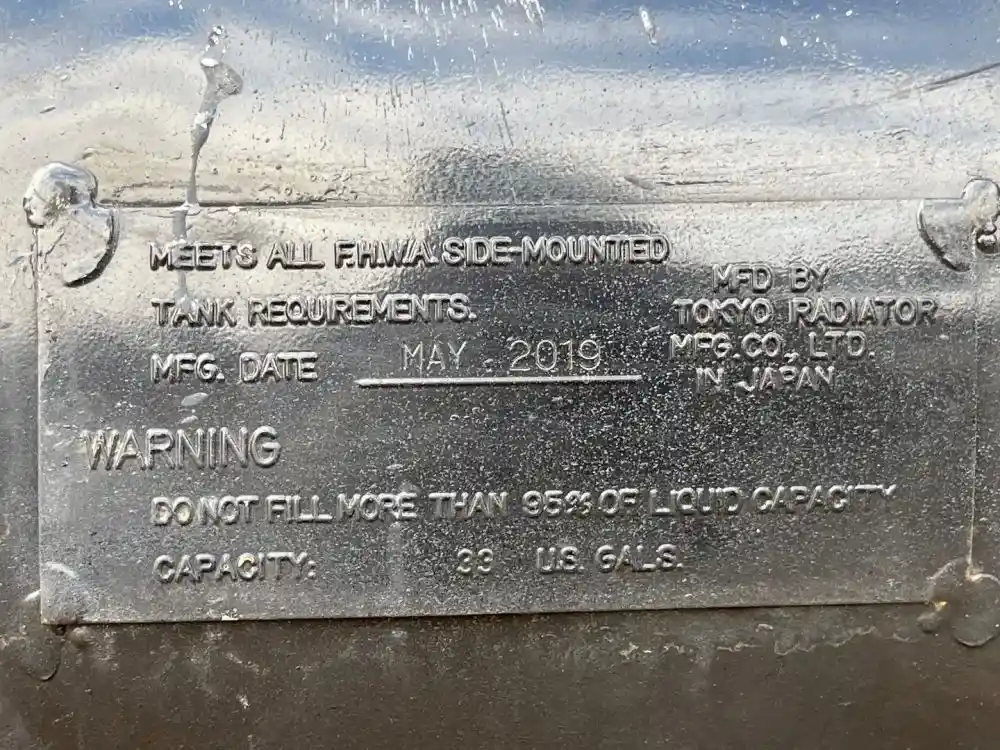 MEETS ALL F.H.W.A. SIDE-MOUNTED
TANK REQUIREMENTS.
MFG. DATE MAY . 2019
MFD BY
TOKYO RADIATOR
MFG. CO., LTD.
IN JAPAN
WARNING
DO NOT FILL MORE THAN 95% OF LIQUID CAPACITY
CAPACITY: 33 U.S. GALS.